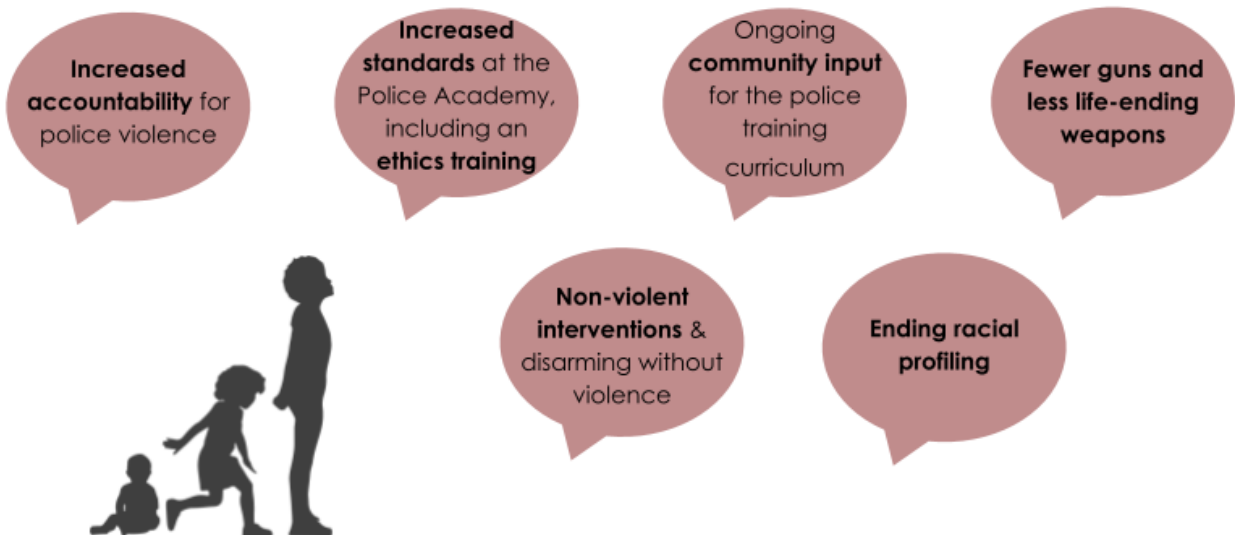 Increased
accountability for
police violence
Increased
standards at the
Police Academy,
including an
ethics training
Ongoing
community input
for the police
training
curriculum
Fewer guns and
less life-ending
weapons
Non-violent
interventions &
disarming without
violence
Ending racial
profiling